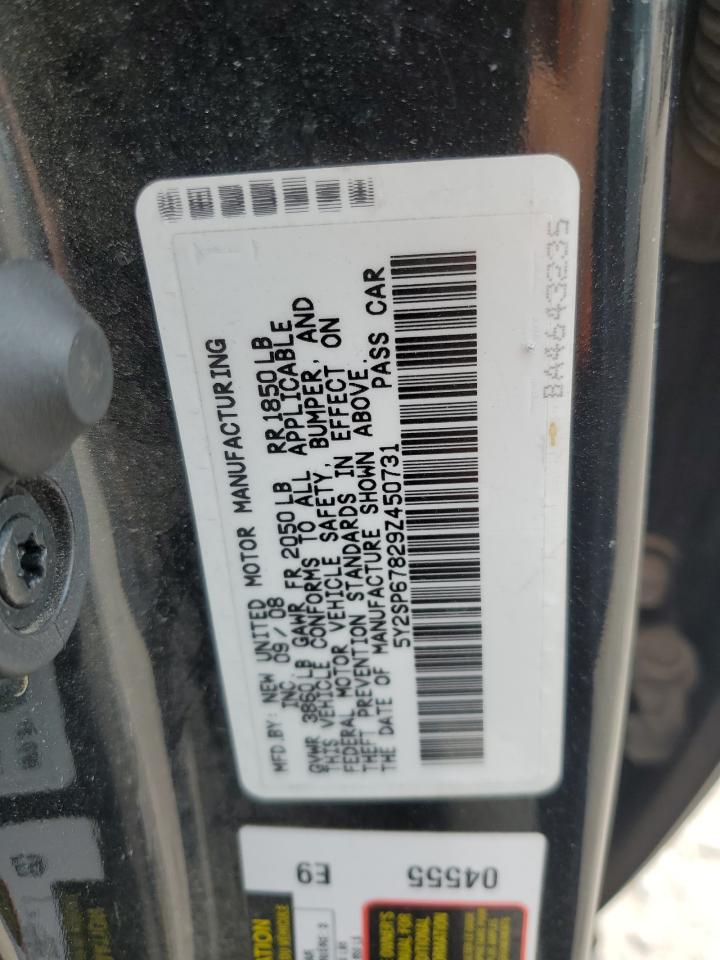 MFD.BY: NEW UNITED MOTOR MANUFACTURING
INC. 09/08
GVWR 3860LB GAWR FR 2050LB RR 1850LB
THIS VEHICLE CONFORMS TO ALL APPLICABLE
FEDERAL MOTOR VEHICLE SAFETY, BUMPER, AND
THEFT PREVENTION STANDARDS IN EFFECT ON
THE DATE OF MANUFACTURE SHOWN ABOVE.
5Y2SP67829Z450731 PASS CAR
BA4643235
E9 04555